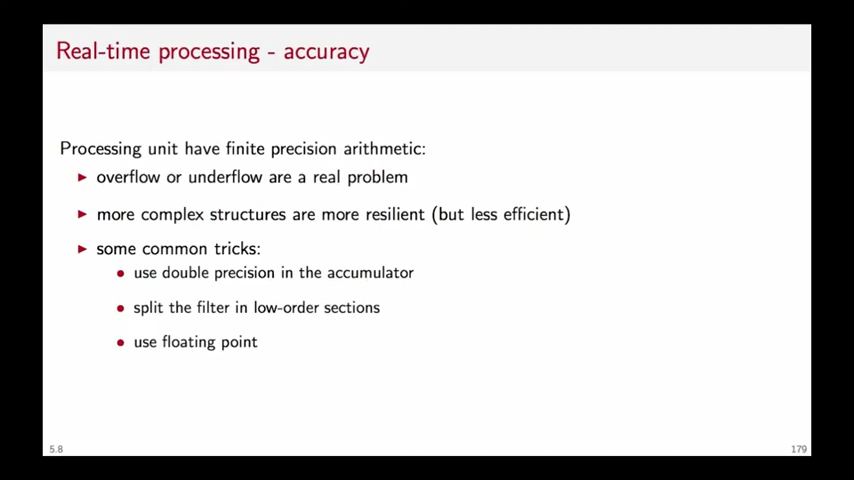 Real-time processing - accuracy
Processing unit have finite precision arithmetic:
▶ overflow or underflow are a real problem
▶ more complex structures are more resilient (but less efficient)
▶ some common tricks:
• use double precision in the accumulator
• split the filter in low-order sections
• use floating point
5.8
179